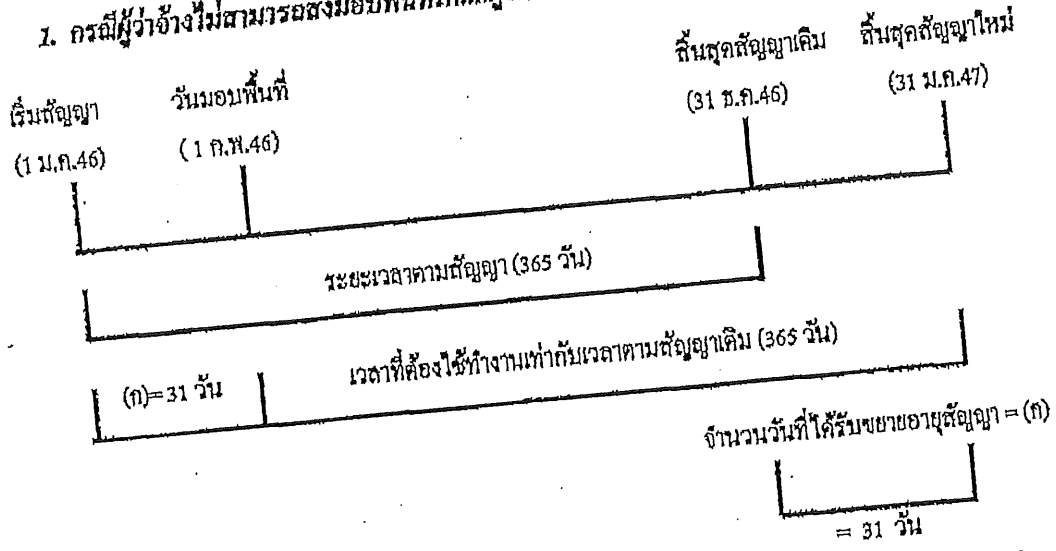 1. กรณีผู้ว่าจ้างไม่สามารถส่งมอบพื้นที่
เริ่มสัญญา
(1 ม.ค.46)
วันมอบพื้นที่
( 1 ก.พ.46)
สิ้นสุดสัญญาเดิม
(31 ธ.ค.46)
สิ้นสุดสัญญาใหม่
(31 ม.ค.47)
ระยะเวลาตามสัญญา (365 วัน)
(ก)=31 วัน
เวลาที่ต้องใช้ทำงานเท่ากับเวลาตามสัญญาเดิม (365 วัน)
จำนวนวันที่ได้รับขยายอายุสัญญา = (ก)
= 31 วัน